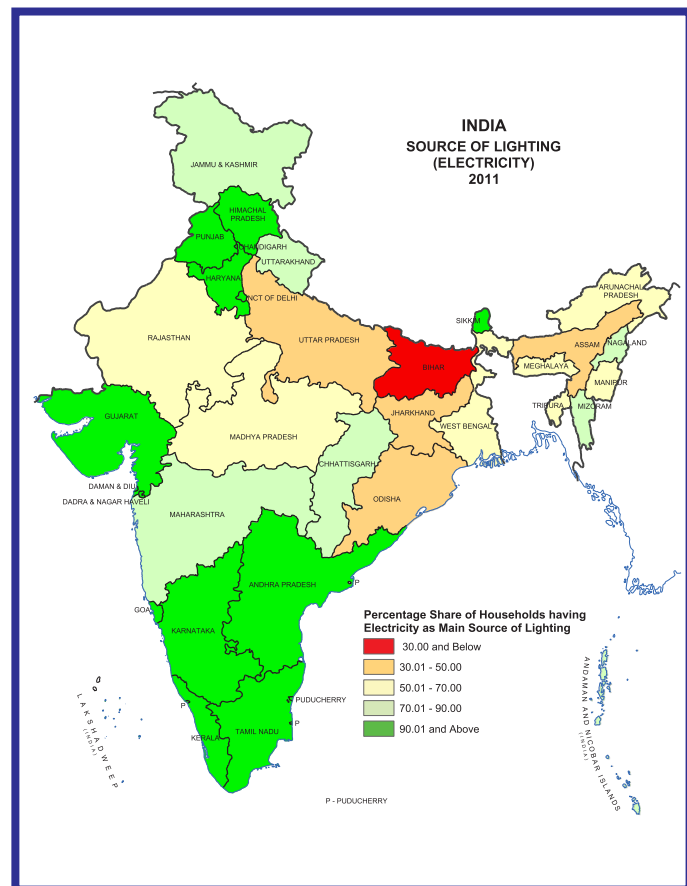 INDIA
SOURCE OF LIGHTING
(ELECTRICITY)
2011
JAMMU & KASHMIR
HIMACHAL
PRADESH
PUNJAB
CHANDIGARH
UTTARAKHAND
HARYANA
NCT OF DELHI
ARUNACHAL
PRADESH
SIKKIM
RAJASTHAN
UTTAR PRADESH
ASSAM
NAGALAND
BIHAR
MEGHALAYA
MANIPUR
TRIPURA
MIZORAM
GUJARAT
JHARKHAND
WEST BENGAL
MADHYA PRADESH
CHHATTISGARH
DAMAN & DIU
DADRA & NAGAR HAVELI
ODISHA
MAHARASHTRA
ANDHRA PRADESH
P
GOA
KARNATAKA
Percentage Share of Households having
Electricity as Main Source of Lighting
30.00 and Below
30.01 - 50.00
50.01 - 70.00
70.01 - 90.00
90.01 and Above
PUDUCHERRY
P
P
KERALA
TAMIL NADU
LAKSHADWEEP
(INDIA)
ANDAMAN AND NICOBAR ISLANDS
(INDIA)
P - PUDUCHERRY